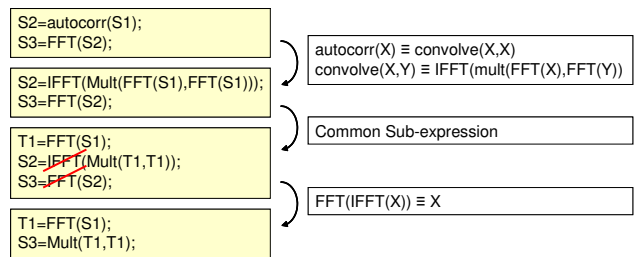 S2=autocorr(S1);
S3=FFT(S2);
autocorr(X) ≡ convolve(X,X)
convolve(X,Y) ≡ IFFT(mult(FFT(X),FFT(Y))
S2=IFFT(Mult(FFT(S1),FFT(S1)));
S3=FFT(S2);
Common Sub-expression
T1=FFT(S1);
S2=IFFT(Mult(T1,T1));
S3=FFT(S2);
FFT(IFFT(X)) ≡ X
T1=FFT(S1);
S3=Mult(T1,T1);